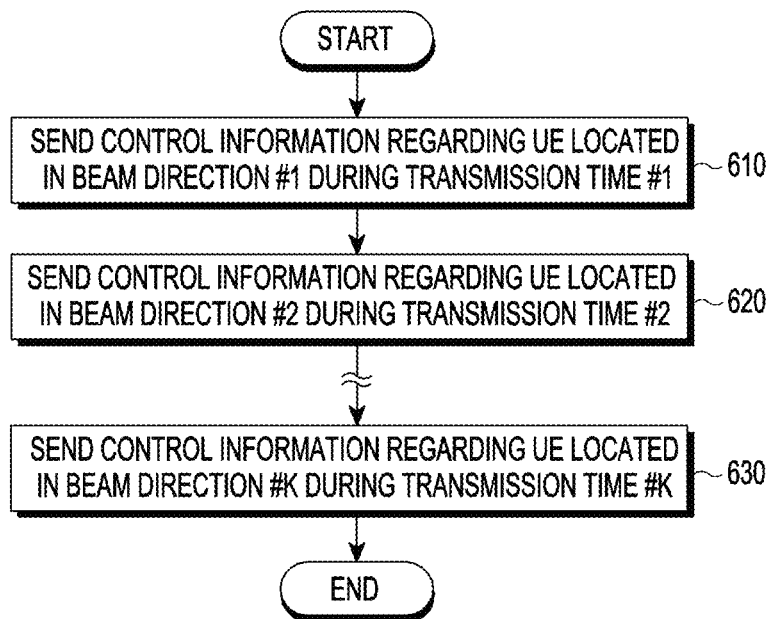 START
SEND CONTROL INFORMATION REGARDING UE LOCATED
IN BEAM DIRECTION #1 DURING TRANSMISSION TIME #1
610
SEND CONTROL INFORMATION REGARDING UE LOCATED
IN BEAM DIRECTION #2 DURING TRANSMISSION TIME #2
620
SEND CONTROL INFORMATION REGARDING UE LOCATED
IN BEAM DIRECTION #K DURING TRANSMISSION TIME #K
630
END